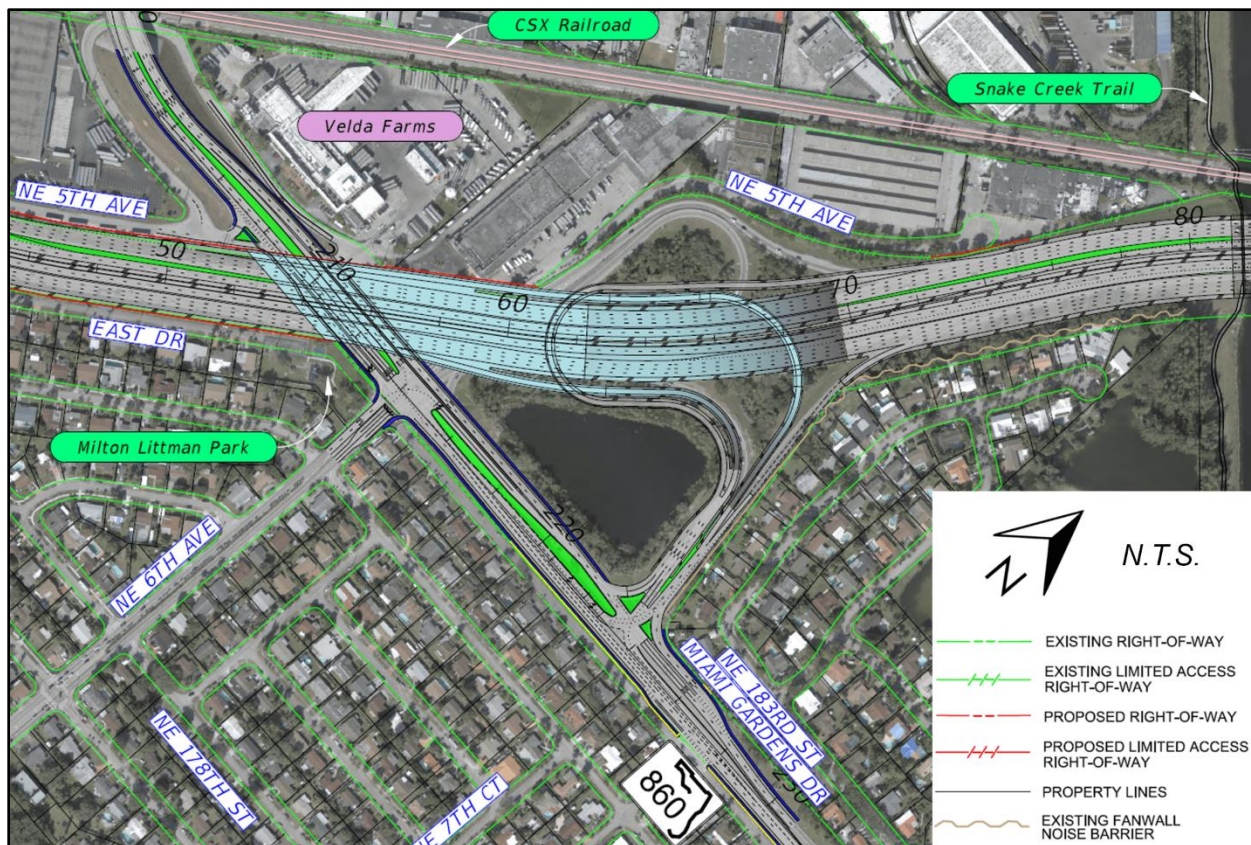 CSX Railroad
Snake Creek Trail
Velda Farms
NE 5TH AVE
NE 5TH AVE
80
210
50
60
70
EAST DR
Milton Littman Park
220
NE 6TH AVE
N
N.T.S.
NE 183RD ST
MIAMI GARDENS DR
NE 178TH ST
NE 7TH CT
860
230
EXISTING RIGHT-OF-WAY
EXISTING LIMITED ACCESS
RIGHT-OF-WAY
PROPOSED RIGHT-OF-WAY
PROPOSED LIMITED ACCESS
RIGHT-OF-WAY
PROPERTY LINES
EXISTING FANWALL
NOISE BARRIER